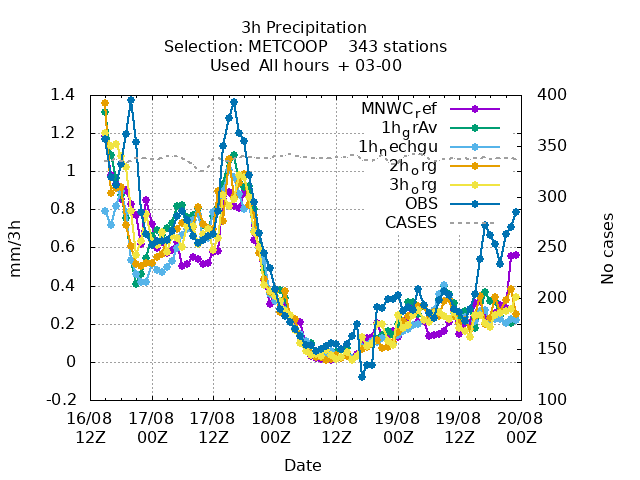 3h Precipitation
Selection: METCOOP    343 stations
Used  All hours  + 03-00
1.4
1.2
1
0.8
0.6
0.4
0.2
0
-0.2
mm/3h
400
350
300
250
200
150
100
No cases
MNWC_ref
1h_grAv
1h_nechgu
2h_org
3h_org
OBS
CASES
16/08 17/08 17/08 18/08 18/08 19/08 19/08 20/08
12Z 00Z 12Z 00Z 12Z 00Z 12Z 00Z
Date